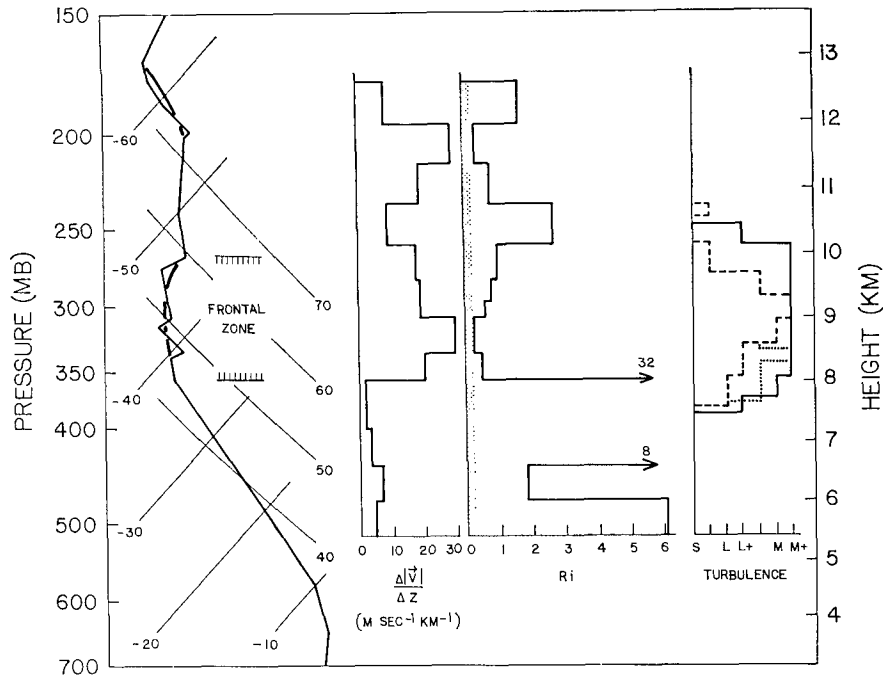 PRESSURE (MB)
150
200
250
300
350
400
500
600
700
-60
-50
-40
-30
-20
-10
70
60
50
40
FRONTAL
ZONE
0 10 20 30
Δ|V⃗|
ΔZ
(M SEC⁻¹ KM⁻¹)
32
8
0 1 2 3 4 5 6
Ri
S L L+ M M+
TURBULENCE
13
12
11
10
9
8
7
6
5
4
HEIGHT (KM)